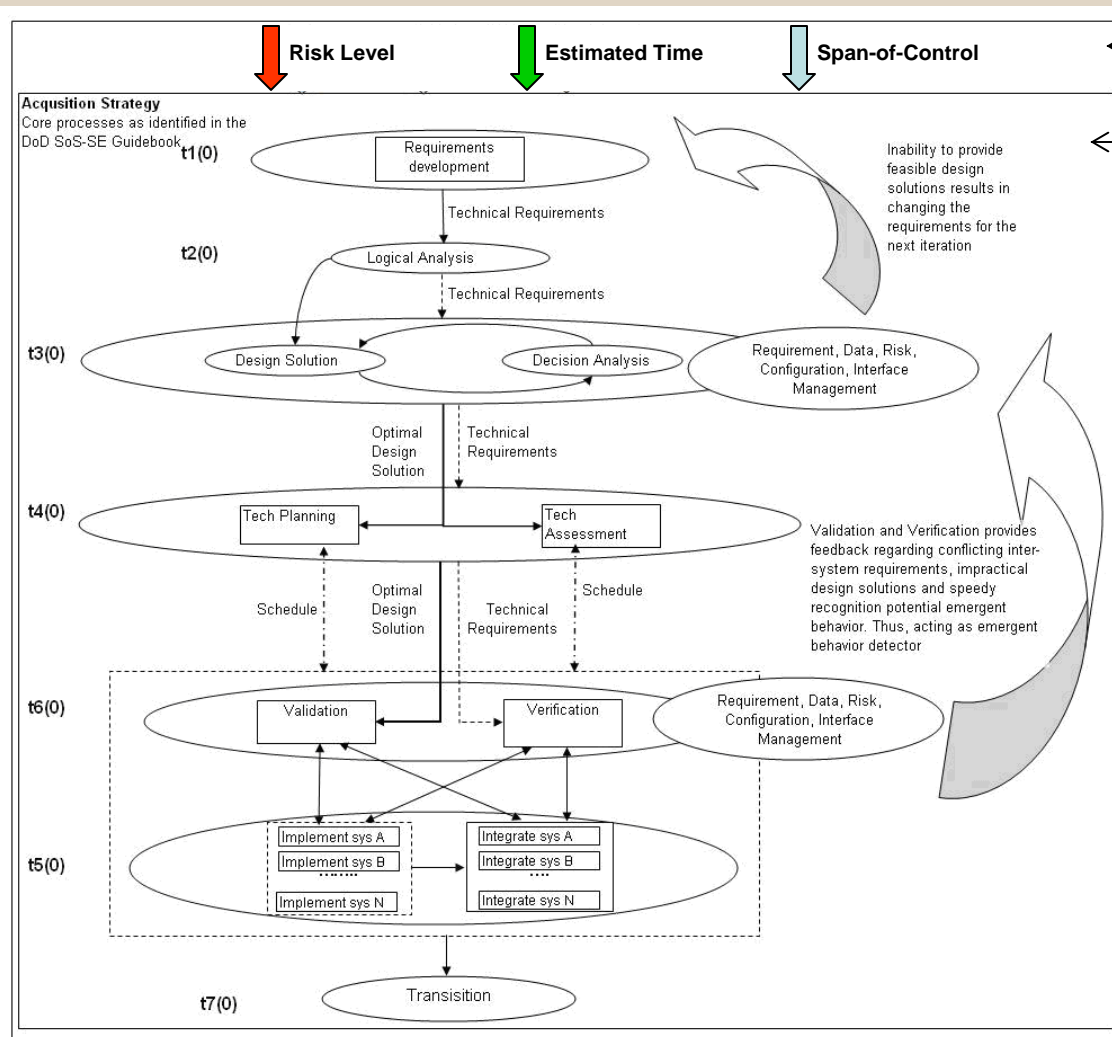 Risk Level
Estimated Time
Span-of-Control
Acqusition Strategy
Core processes as identified in the
DoD SoS-SE Guidebook
t1(0)
Requirements
development
Inability to provide
feasible design
solutions results in
changing the
requirements for the
next iteration
Technical Requirements
t2(0)
Logical Analysis
Technical Requirements
t3(0)
Design Solution
Decision Analysis
Requirement, Data, Risk,
Configuration, Interface
Management
Optimal
Design
Solution
Technical
Requirements
t4(0)
Tech Planning
Tech
Assessment
Validation and Verification provides
feedback regarding conflicting inter-
system requirements, impractical
design solutions and speedy
recognition potential emergent
behavior. Thus, acting as emergent
behavior detector
Schedule
Optimal
Design
Solution
Technical
Requirements
Schedule
t6(0)
Validation
Verification
Requirement, Data, Risk,
Configuration, Interface
Management
t5(0)
Implement sys A
Implement sys B
........
Implement sys N
Integrate sys A
Integrate sys B
....
Integrate sys N
t7(0)
Transisition